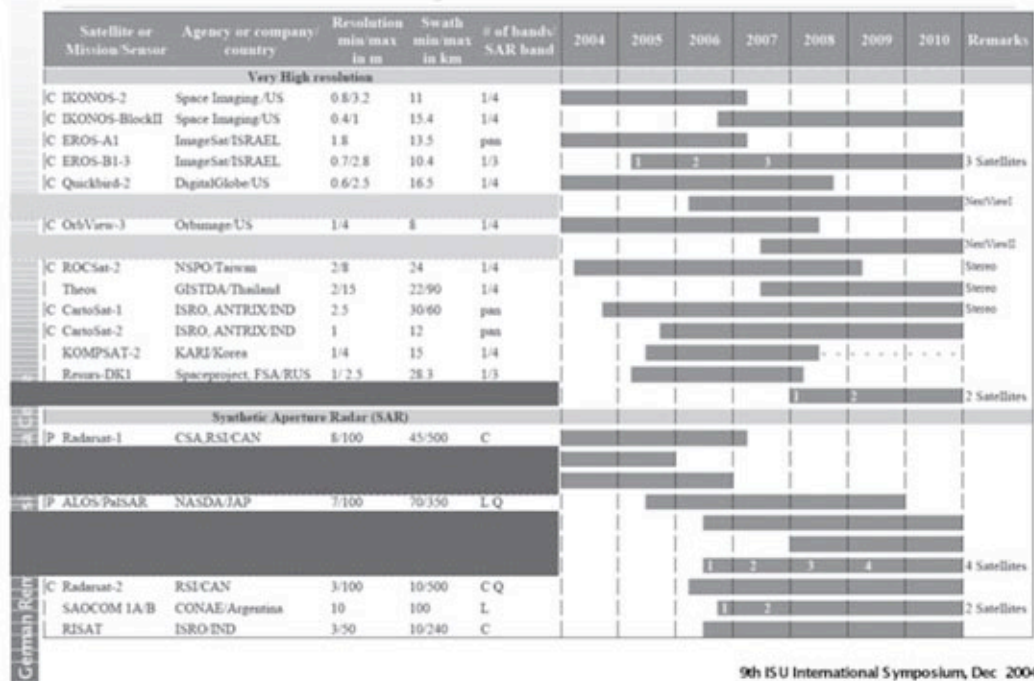 Satellite or Mission/Sensor Agency or company/ country Resolution min/max in m Swath min/max in km # of bands/ SAR band 2004 2005 2006 2007 2008 2009 2010 Remarks
Very High resolution
C IKONOS-2 Space Imaging/US 0.8/3.2 11 1/4
C IKONOS-BlockII Space Imaging/US 0.4/1 15.4 1/4
C EROS-A1 ImageSat/ISRAEL 1.8 13.5 pan
C EROS-B1-3 ImageSat/ISRAEL 0.7/2.8 10.4 1/3 1 2 3 3 Satellites
C Quickbird-2 DigitalGlobe/US 0.6/2.5 16.5 1/4
NextViewI
C OrbView-3 Orbimage/US 1/4 8 1/4
NextViewII
C ROCSat-2 NSPO/Taiwan 2/8 24 1/4 Stereo
Theos GISTDA/Thailand 2/15 22/90 1/4 Stereo
C CartoSat-1 ISRO, ANTRIX/IND 2.5 30/60 pan Stereo
C CartoSat-2 ISRO, ANTRIX/IND 1 12 pan
KOMPSAT-2 KARI/Korea 1/4 15 1/4
Resurs-DK1 Spaceproject, FSA/RUS 1/2.5 28.3 1/3
1 2 2 Satellites
Synthetic Aperture Radar (SAR)
P Radarsat-1 CSA,RSI/CAN 8/100 45/500 C
P ALOS/PalSAR NASDA/JAP 7/100 70/350 L Q
1 2 3 4 4 Satellites
C Radarsat-2 RSI/CAN 3/100 10/500 C Q
SAOCOM 1A/B CONAE/Argentina 10 100 L 1 2 2 Satellites
RISAT ISRO/IND 3/50 10/240 C
German Rem
9th ISU International Symposium, Dec 2004